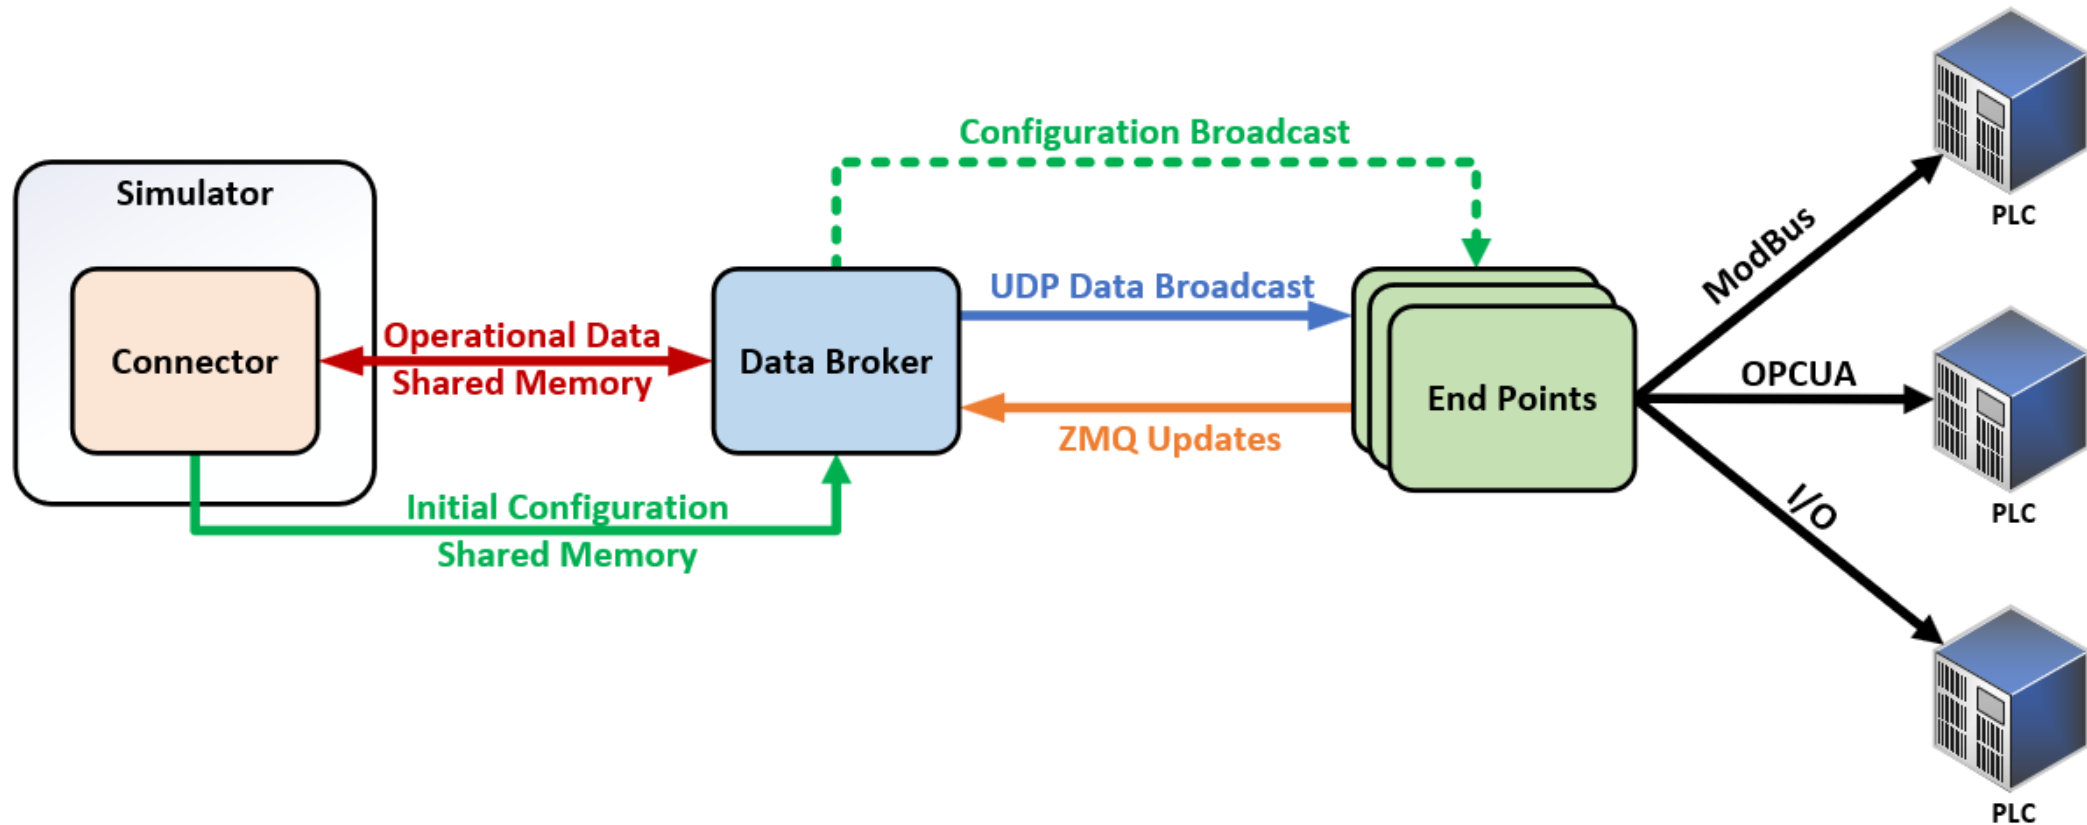 Configuration Broadcast
Simulator
ModBus
PLC
UDP Data Broadcast
Operational Data
Connector
Data Broker
Shared Memory
OPCUA
End Points
ZMQ Updates
I/O
PLC
Initial Configuration
Shared Memory
PLC